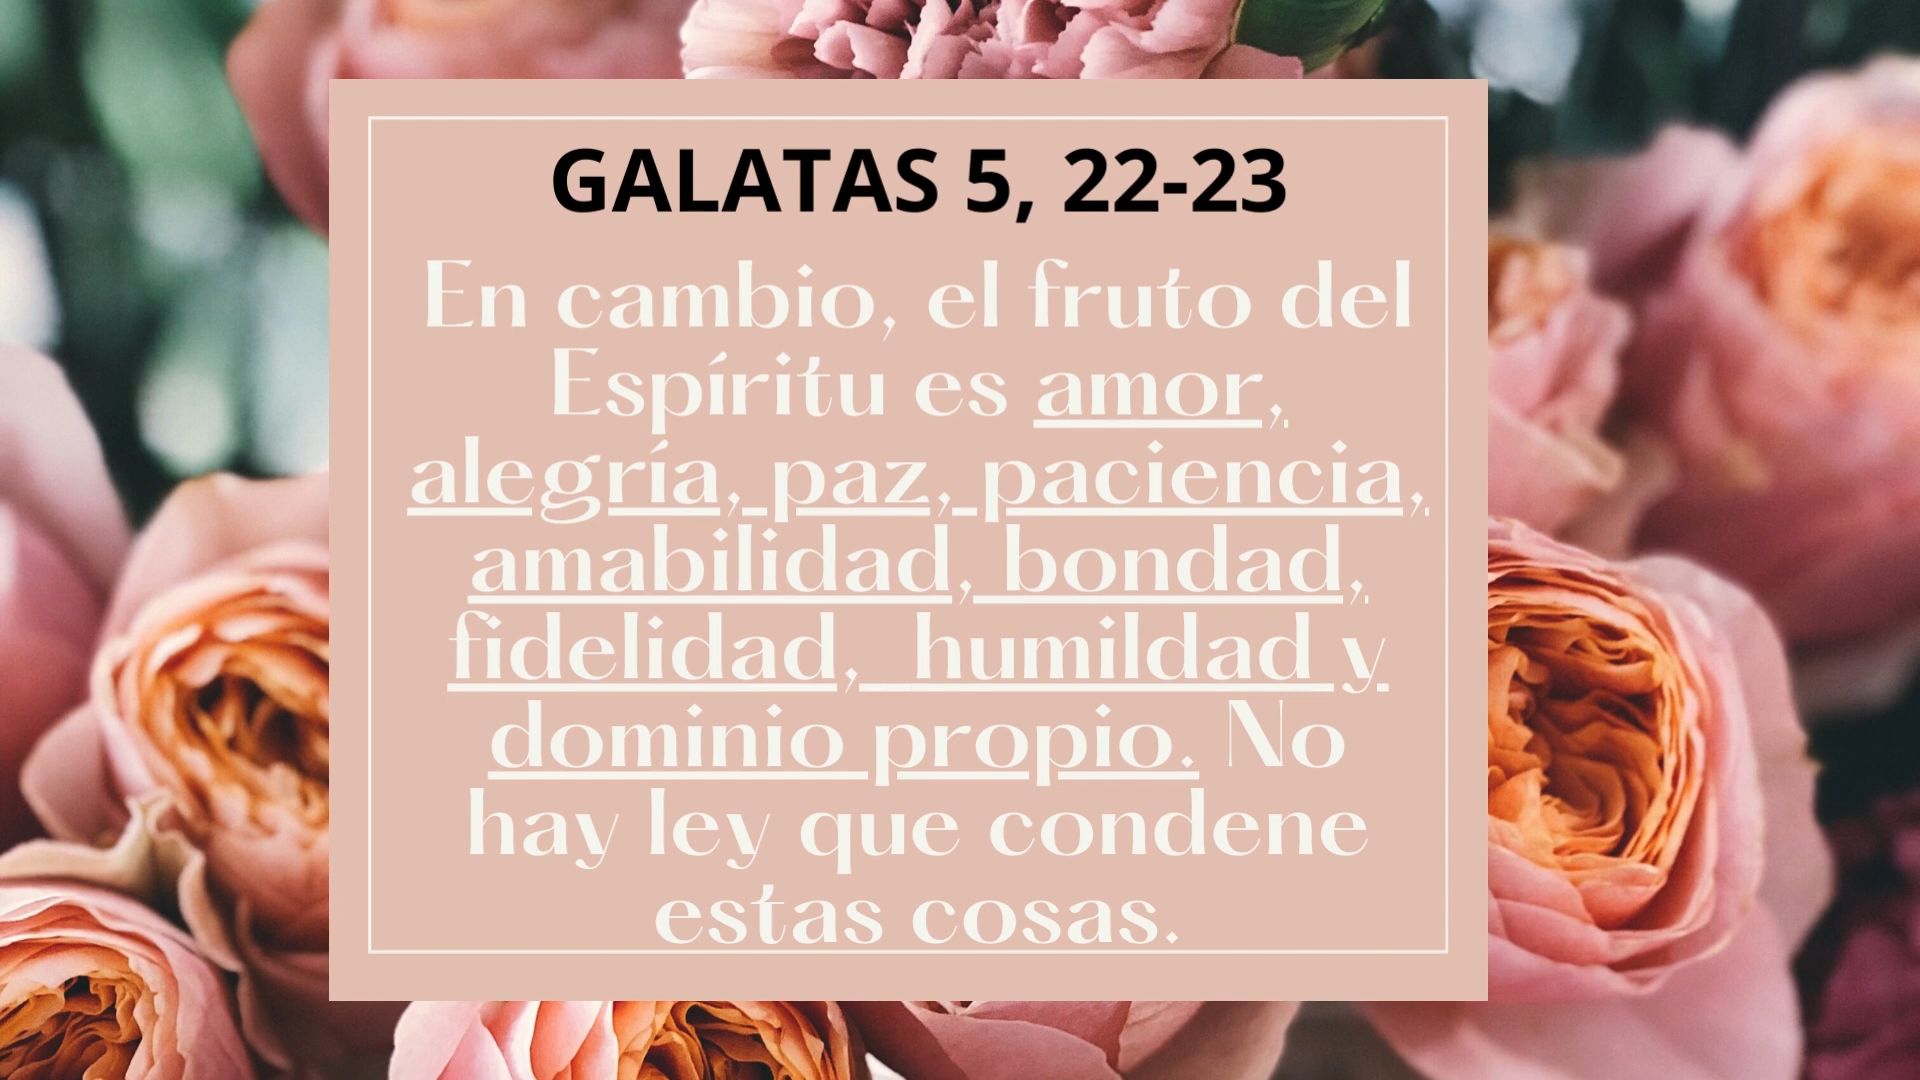 GALATAS 5, 22-23
En cambio, el fruto del
Espíritu es amor,
alegría, paz, paciencia,
amabilidad, bondad,
fidelidad,  humildad y
dominio propio. No
hay ley que condene
estas cosas.